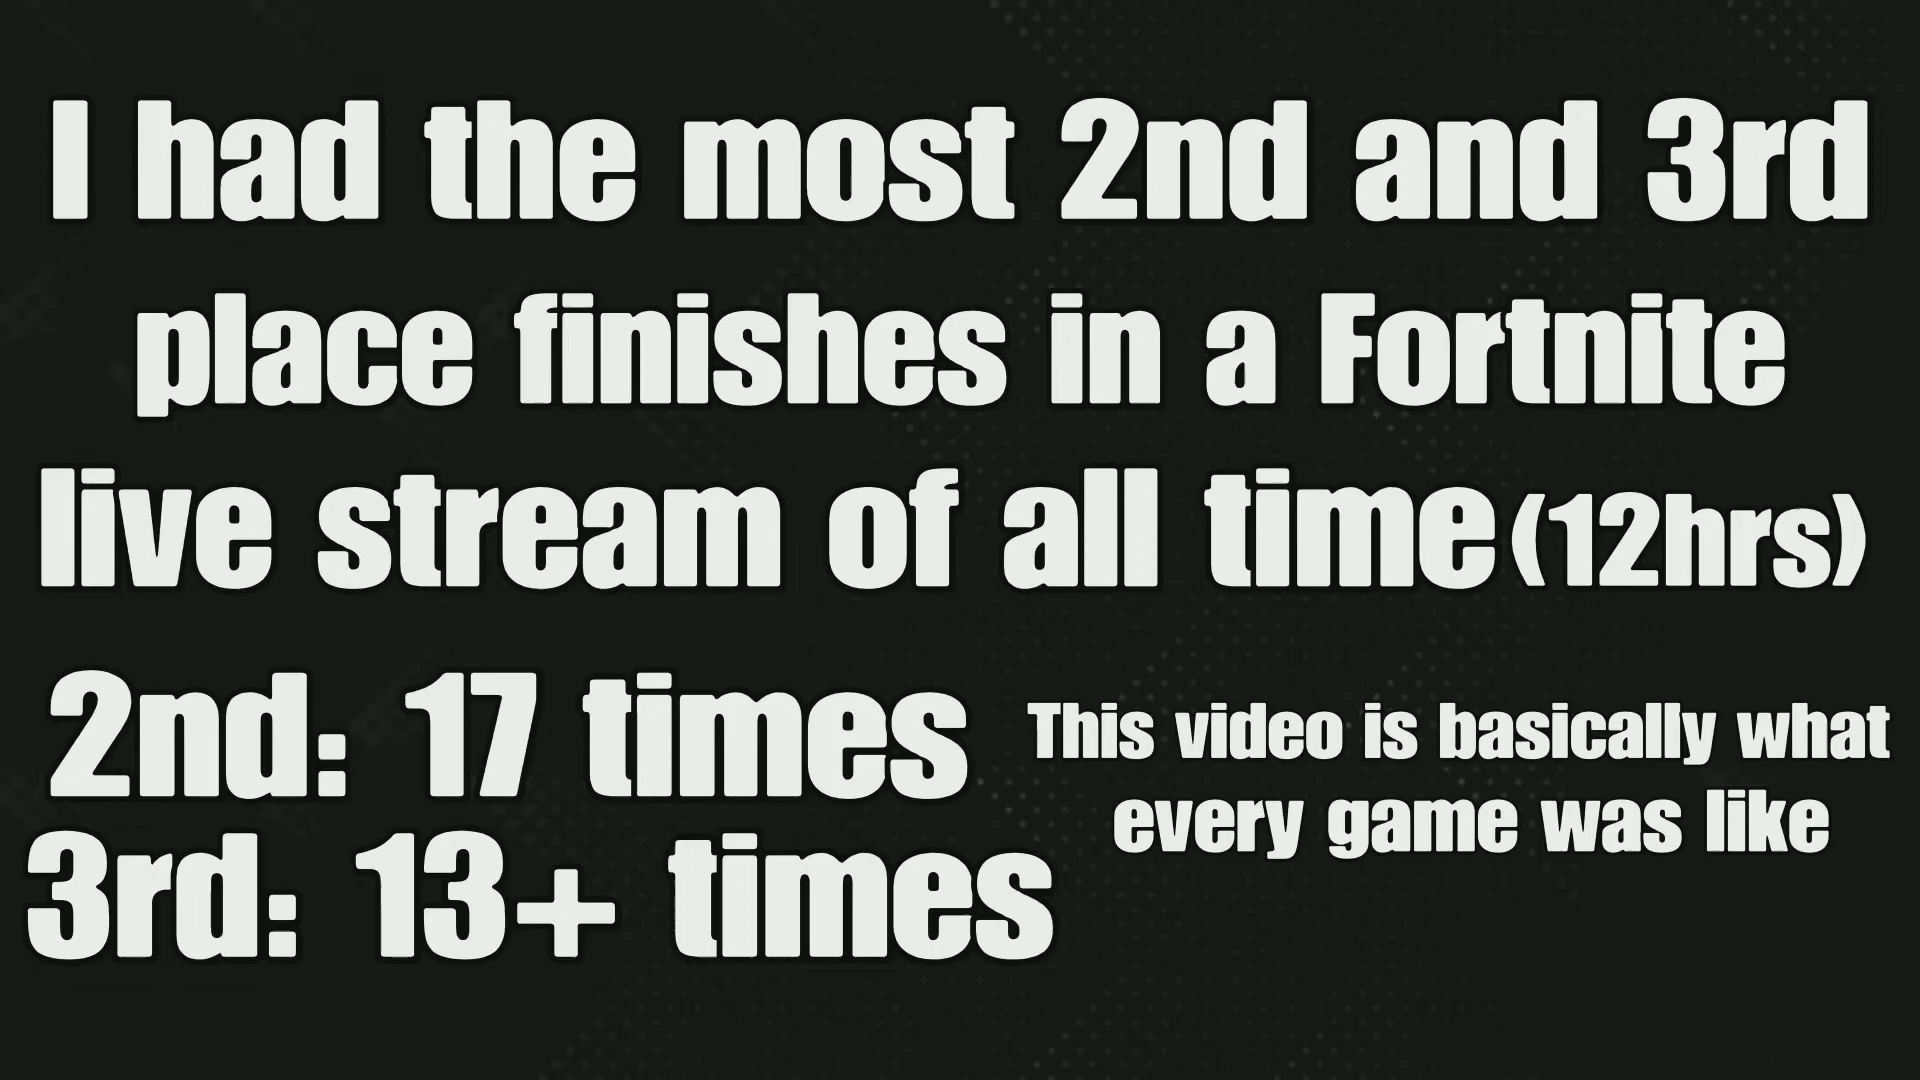 I had the most 2nd and 3rd
place finishes in a Fortnite
live stream of all time (12hrs)
2nd: 17 times
3rd: 13+ times
This video is basically what
every game was like